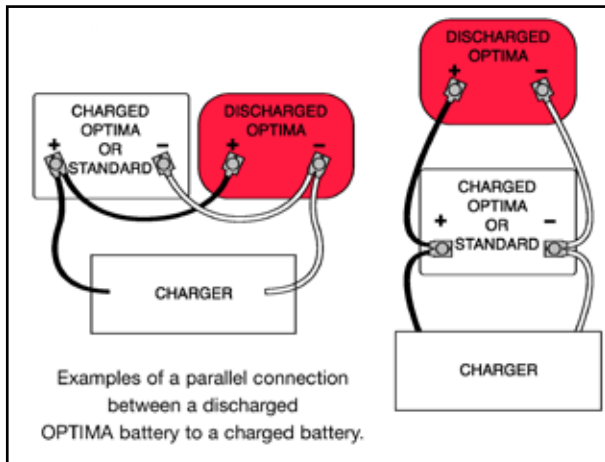 CHARGED
OPTIMA
OR
STANDARD
+
−
DISCHARGED
OPTIMA
+
−
CHARGER
Examples of a parallel connection
between a discharged
OPTIMA battery to a charged battery.
DISCHARGED
OPTIMA
+
−
CHARGED
OPTIMA
OR
STANDARD
+
−
CHARGER